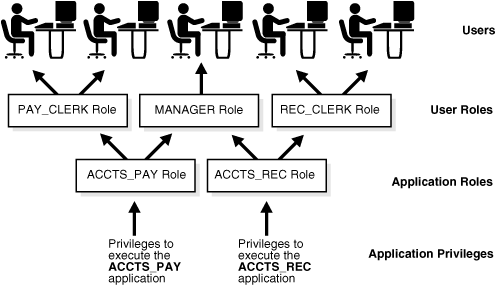 Users
PAY_CLERK Role
MANAGER Role
REC_CLERK Role
User Roles
ACCTS_PAY Role
ACCTS_REC Role
Application Roles
Privileges to
execute the
ACCTS_PAY
application
Privileges to
execute the
ACCTS_REC
application
Application Privileges